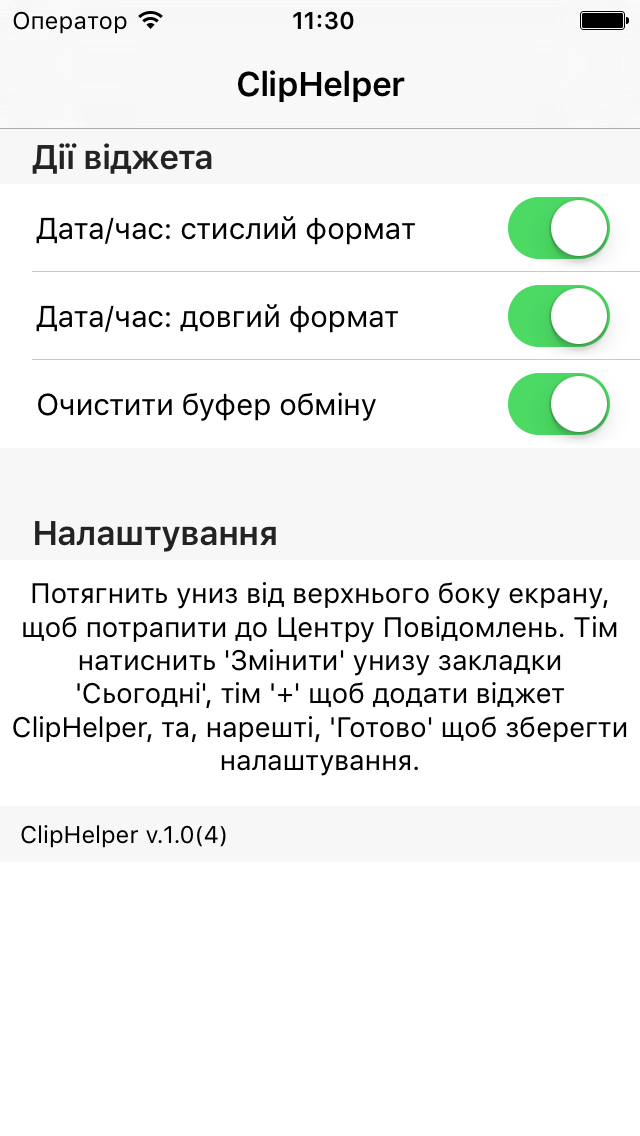 Оператор 11:30
ClipHelper
Дії віджета
Дата/час: стислий формат
Дата/час: довгий формат
Очистити буфер обміну
Налаштування
Потягнить униз від верхнього боку екрану,
щоб потрапити до Центру Повідомлень. Тім
натиснить 'Змінити' унизу закладки
'Сьогодні', тім '+' щоб додати віджет
ClipHelper, та, нарешті, 'Готово' щоб зберегти
налаштування.
ClipHelper v.1.0(4)